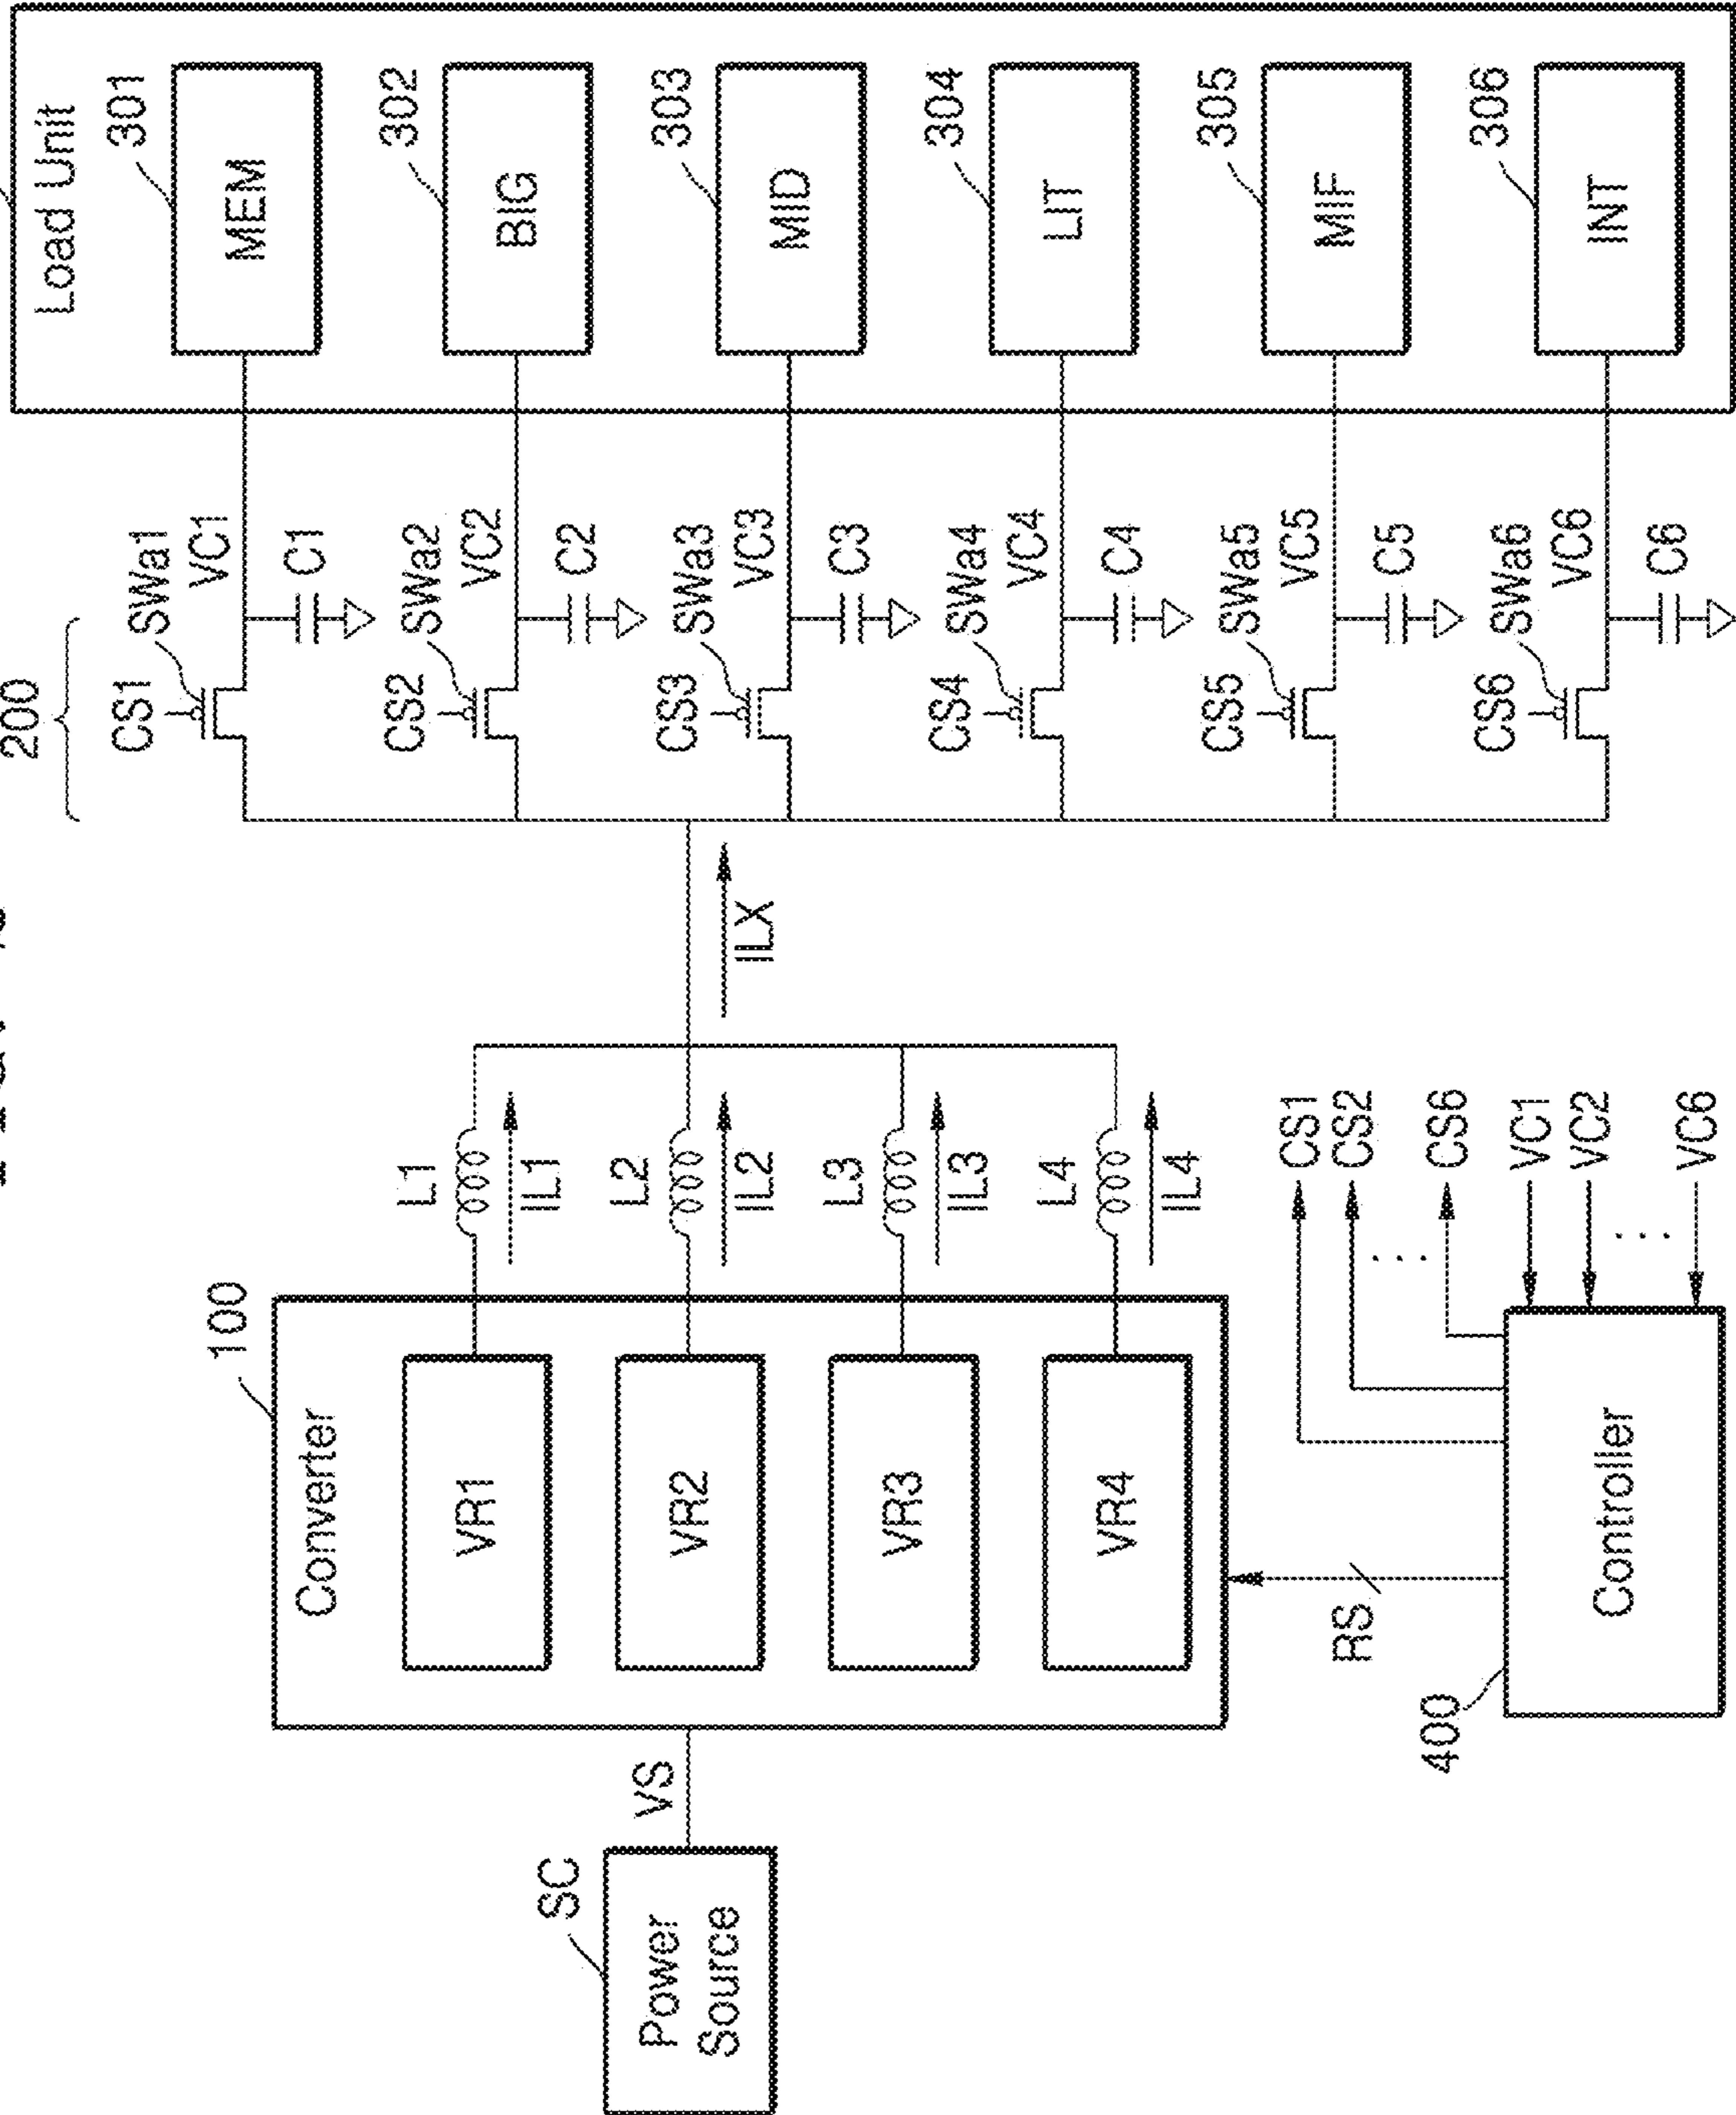 200
Load Unit
CS1
SWa1
VC1
C1
301
MEM
CS2
SWa2
VC2
C2
302
BIG
CS3
SWa3
VC3
C3
303
MID
CS4
SWa4
VC4
C4
304
LIT
CS5
SWa5
VC5
C5
305
MIF
CS6
SWa6
VC6
C6
306
INT
ILX
100
Converter
L1
IL1
VR1
L2
IL2
VR2
L3
IL3
VR3
L4
IL4
VR4
SC
Power
Source
VS
RS
400
Controller
CS1
CS2
...
CS6
VC1
VC2
...
VC6